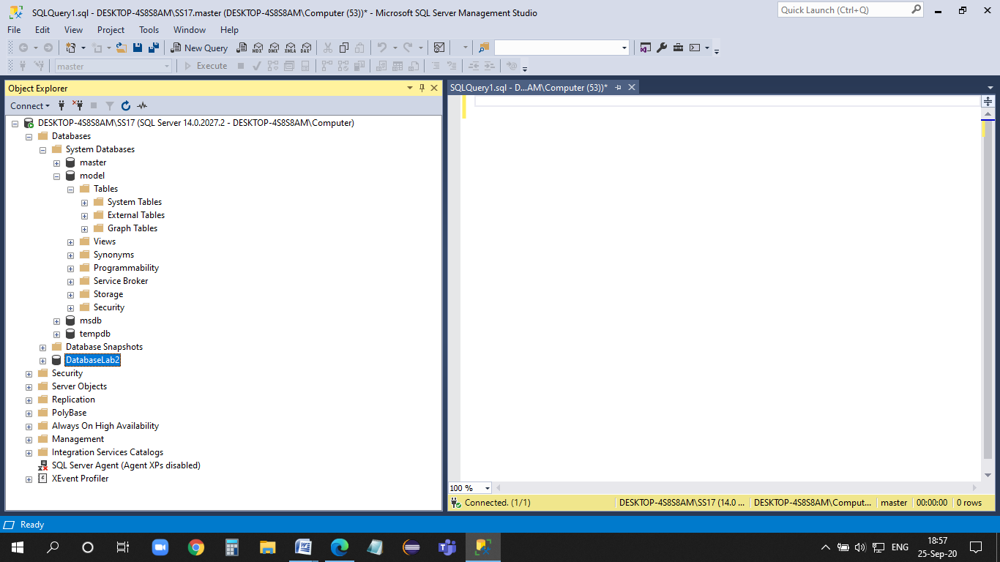 SQLQuery1.sql - DESKTOP-4S8S8AM\SS17.master (DESKTOP-4S8S8AM\Computer (53))* - Microsoft SQL Server Management Studio
Quick Launch (Ctrl+Q)
File Edit View Project Tools Window Help
New Query MDX DMX XMLA DAX
master Execute
Object Explorer
SQLQuery1.sql - D...AM\Computer (53))*
Connect
DESKTOP-4S8S8AM\SS17 (SQL Server 14.0.2027.2 - DESKTOP-4S8S8AM\Computer)
Databases
System Databases
master
model
Tables
System Tables
External Tables
Graph Tables
Views
Synonyms
Programmability
Service Broker
Storage
Security
msdb
tempdb
Database Snapshots
DatabaseLab2
Security
Server Objects
Replication
PolyBase
Always On High Availability
Management
Integration Services Catalogs
SQL Server Agent (Agent XPs disabled)
XEvent Profiler
100 %
Connected. (1/1) DESKTOP-4S8S8AM\SS17 (14.0 ... DESKTOP-4S8S8AM\Comput... master 00:00:00 0 rows
Ready
ENG
18:57
25-Sep-20